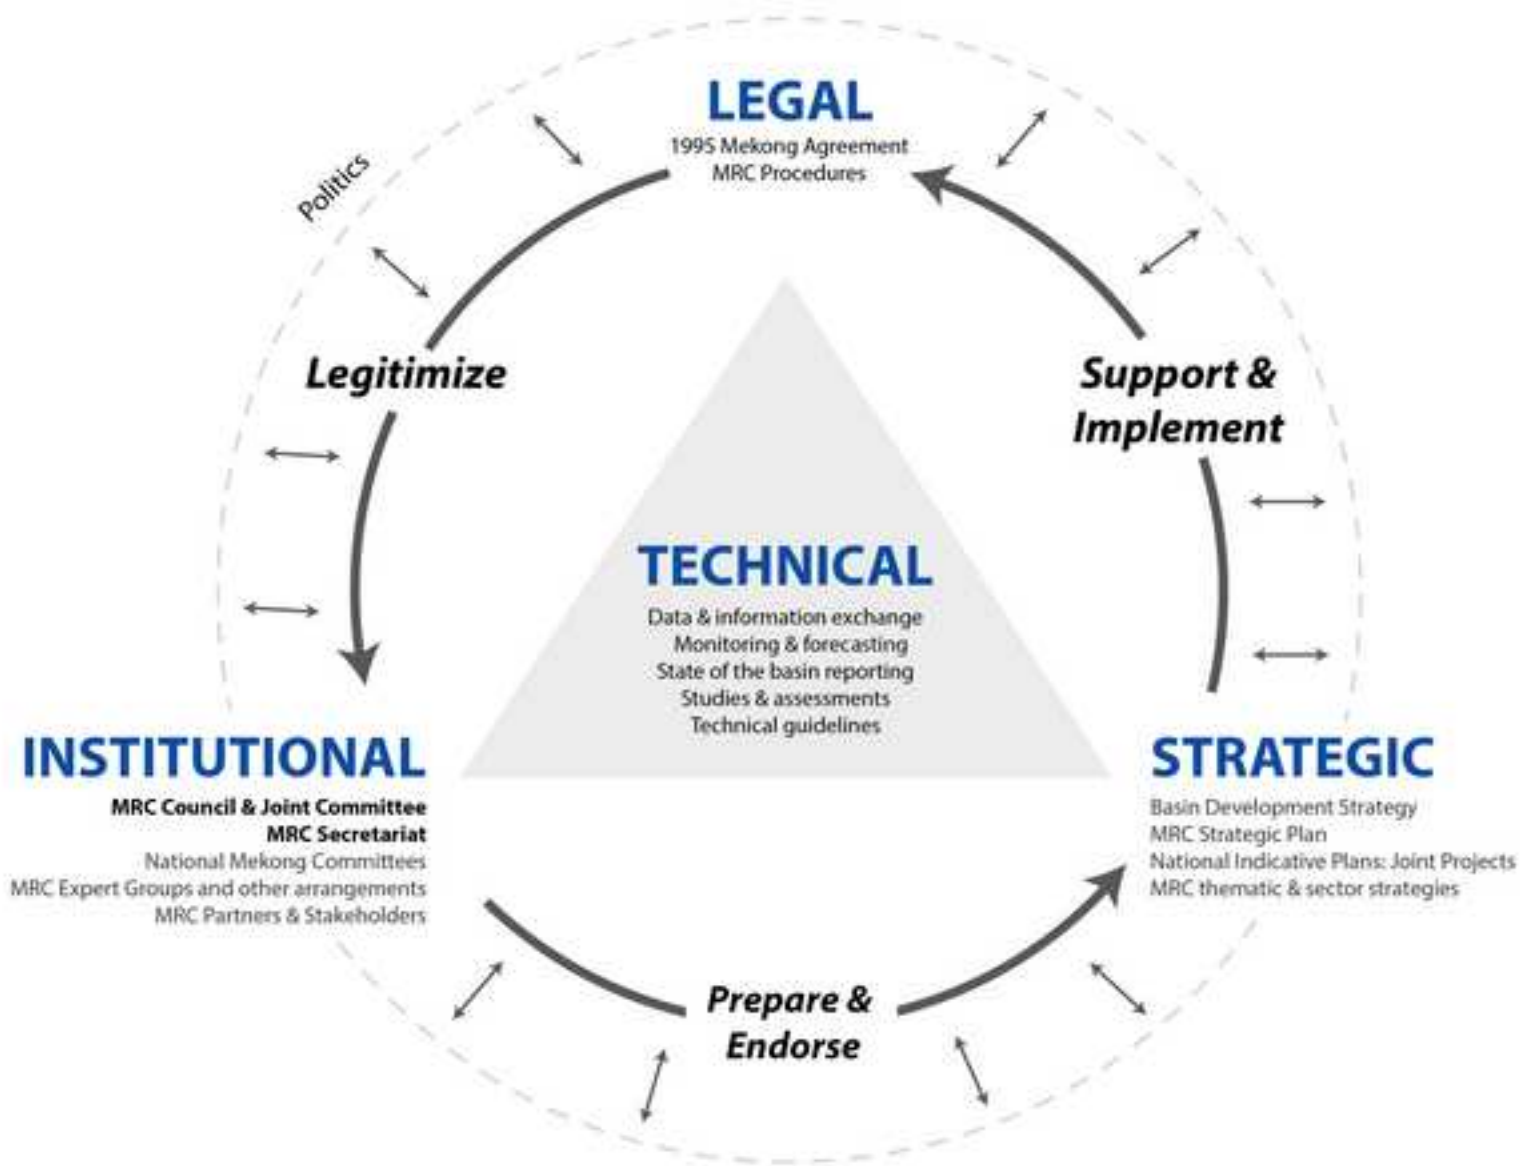 LEGAL
1995 Mekong Agreement
MRC Procedures
Politics
Legitimize
Support &
Implement
TECHNICAL
Data & information exchange
Monitoring & forecasting
State of the basin reporting
Studies & assessments
Technical guidelines
INSTITUTIONAL
MRC Council & Joint Committee
MRC Secretariat
National Mekong Committees
MRC Expert Groups and other arrangements
MRC Partners & Stakeholders
STRATEGIC
Basin Development Strategy
MRC Strategic Plan
National Indicative Plans: Joint Projects
MRC thematic & sector strategies
Prepare &
Endorse